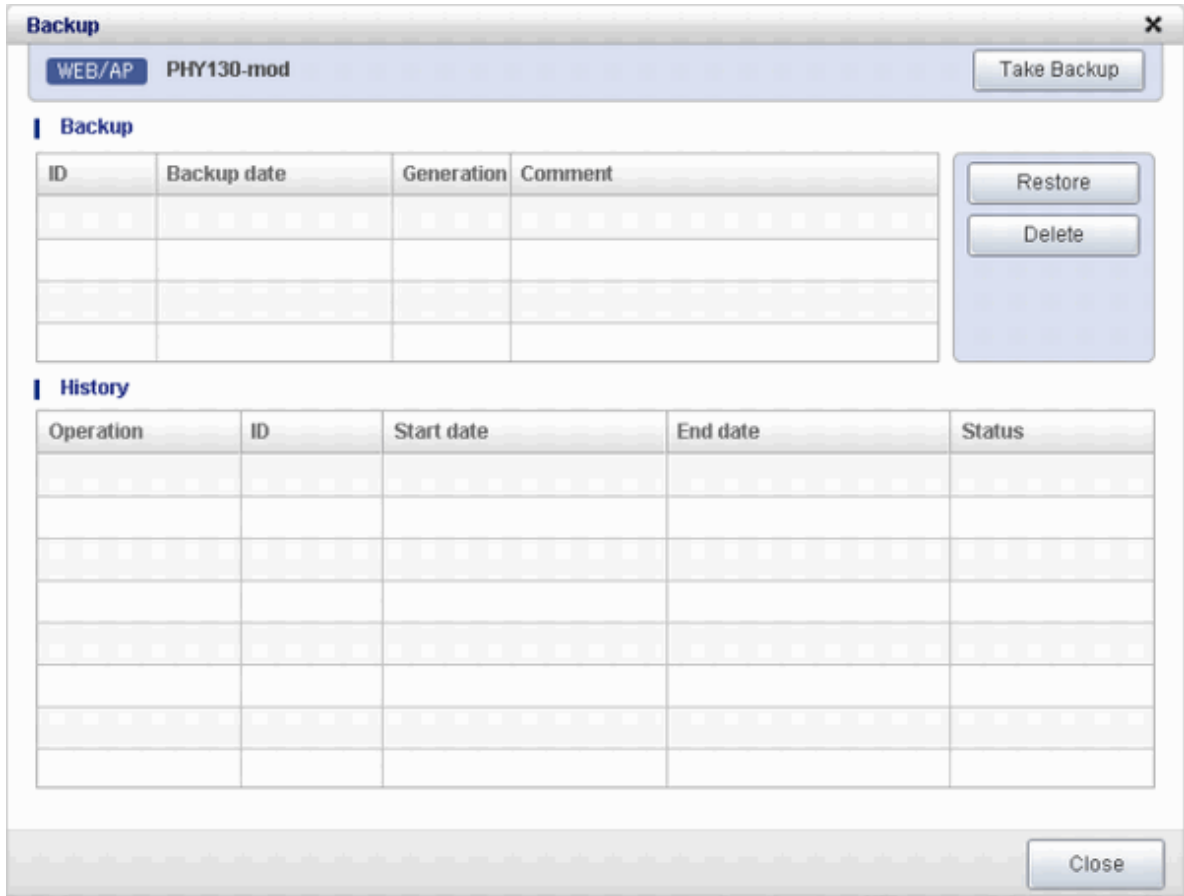 Backup
WEB/AP PHY130-mod Take Backup
Backup
ID Backup date Generation Comment
Restore
Delete
History
Operation ID Start date End date Status
Close